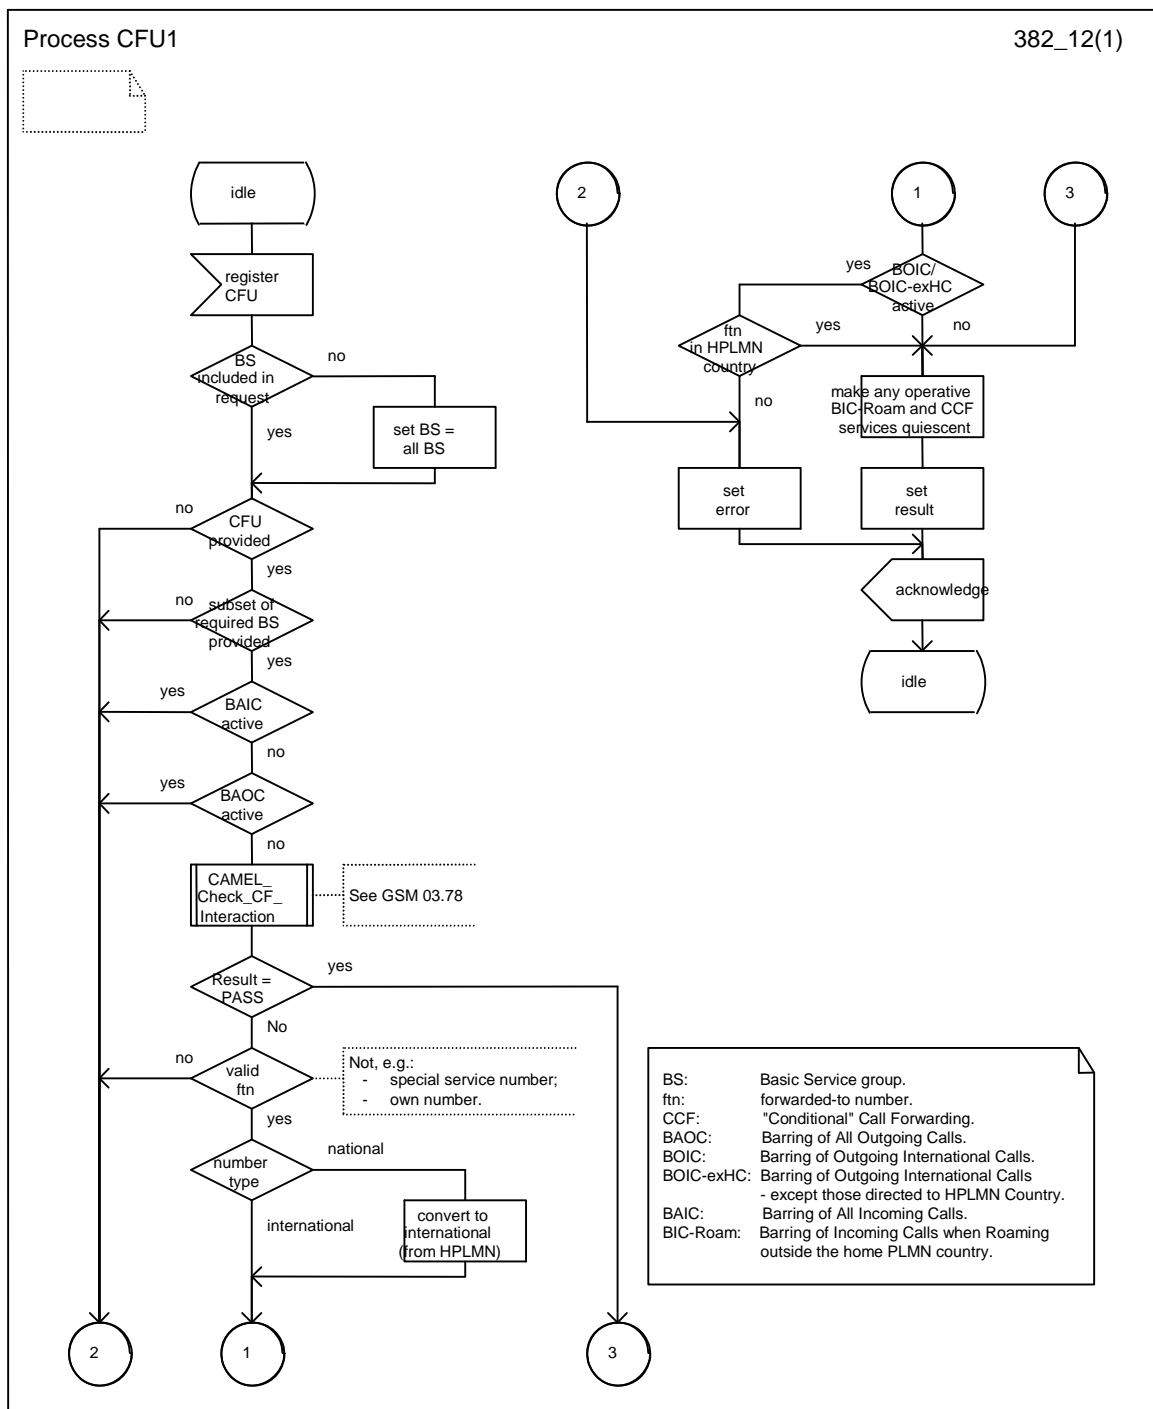 Process CFU1
382_12(1)
idle
register
CFU
BS
included in
request
no
yes
set BS =
all BS
no
CFU
provided
yes
no
subset of
required BS
provided
yes
yes
BAIC
active
no
yes
BAOC
active
no
CAMEL_
Check_CF_
Interaction
See GSM 03.78
Result =
PASS
yes
No
no
valid
ftn
Not, e.g.:
- special service number;
- own number.
yes
number
type
national
international
convert to
international
(from HPLMN)
2
1
3
2
1
3
yes
BOIC/
BOIC-exHC
active
no
ftn
in HPLMN
country
yes
no
make any operative
BIC-Roam and CCF
services quiescent
set
error
set
result
acknowledge
idle
BS: Basic Service group.
ftn: forwarded-to number.
CCF: "Conditional" Call Forwarding.
BAOC: Barring of All Outgoing Calls.
BOIC: Barring of Outgoing International Calls.
BOIC-exHC: Barring of Outgoing International Calls
- except those directed to HPLMN Country.
BAIC: Barring of All Incoming Calls.
BIC-Roam: Barring of Incoming Calls when Roaming
outside the home PLMN country.